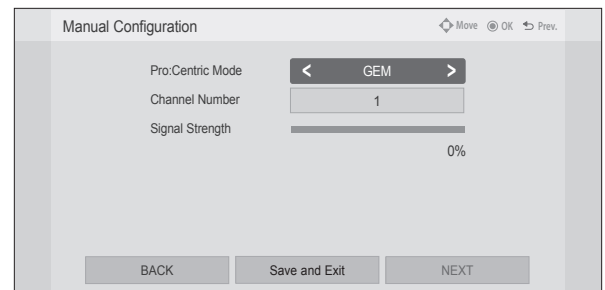 Manual Configuration Move OK Prev.
Pro:Centric Mode < GEM >
Channel Number 1
Signal Strength
0%
BACK Save and Exit NEXT